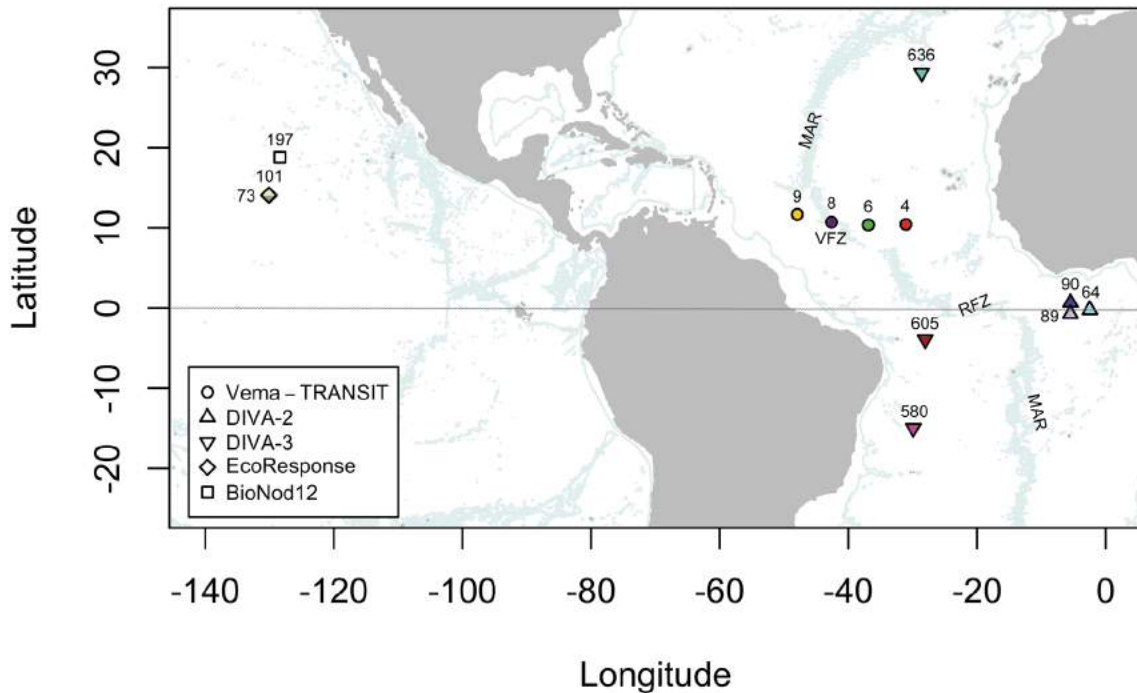 30
20
10
0
-10
-20
Latitude
636
MAR
197
101
73
9
8
6
4
VFZ
90
64
89
RFZ
605
MAR
580
Vema – TRANSIT
DIVA-2
DIVA-3
EcoResponse
BioNod12
-140 -120 -100 -80 -60 -40 -20 0
Longitude